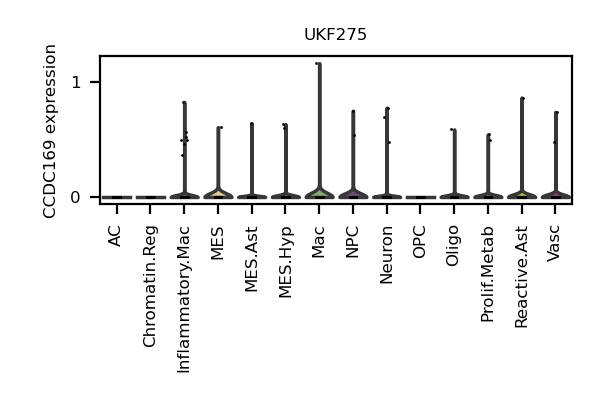 UKF275
CCDC169 expression
1
0
AC
Chromatin.Reg
Inflammatory.Mac
MES
MES.Ast
MES.Hyp
Mac
NPC
Neuron
OPC
Oligo
Prolif.Metab
Reactive.Ast
Vasc